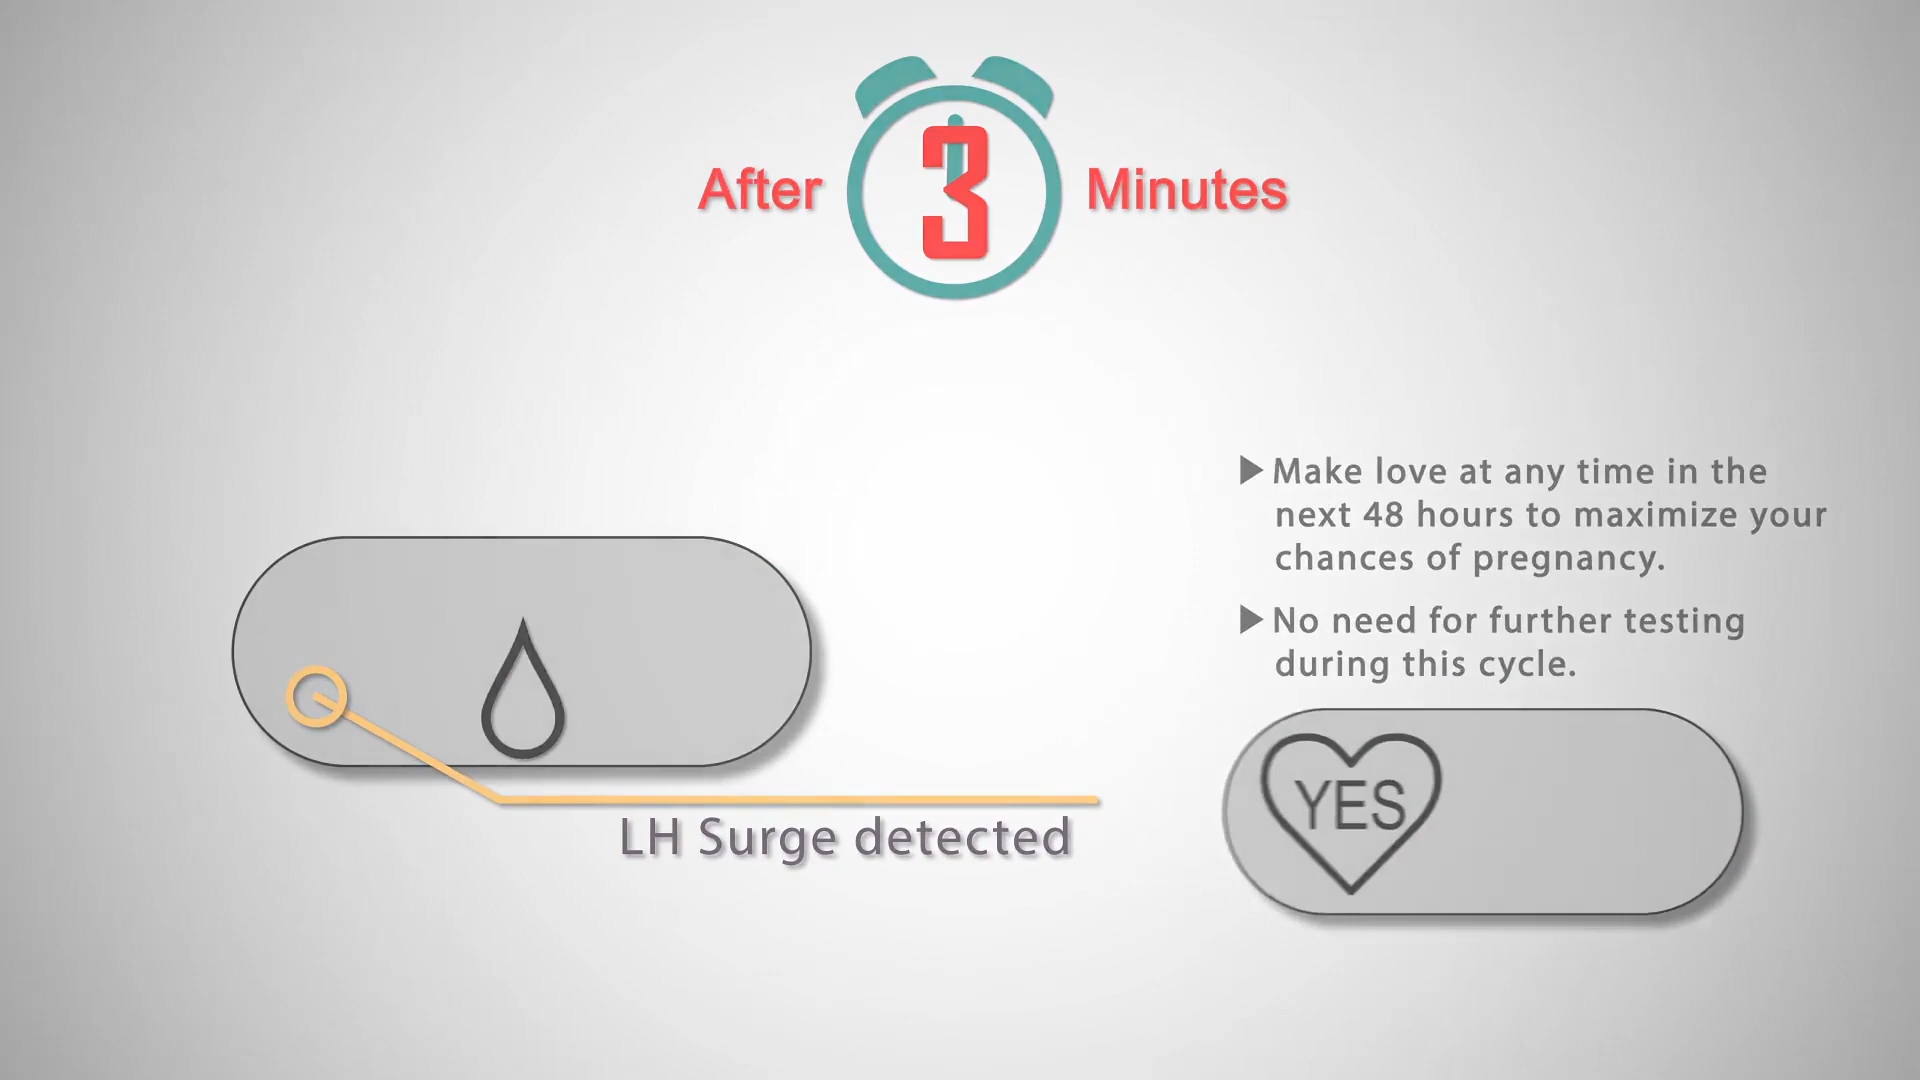 After 3 Minutes
▶ Make love at any time in the
next 48 hours to maximize your
chances of pregnancy.
▶ No need for further testing
during this cycle.
YES
LH Surge detected